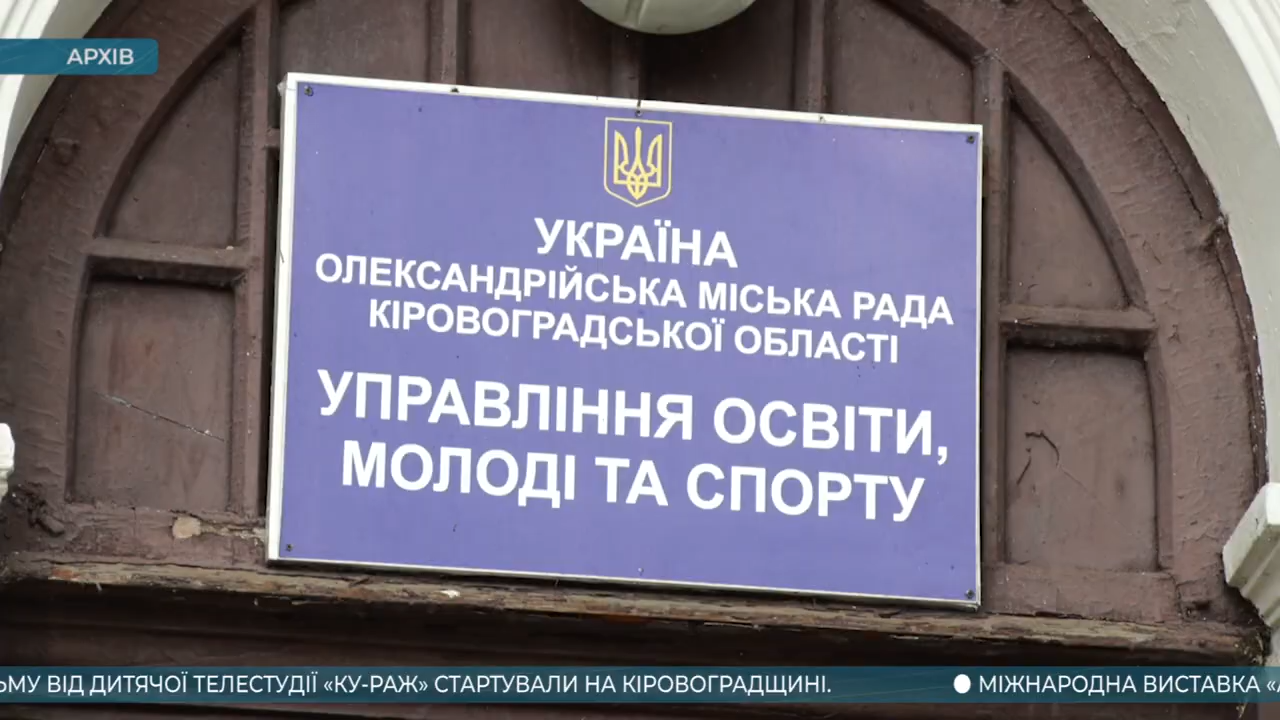 АРХІВ
УКРАЇНА
ОЛЕКСАНДРІЙСЬКА МІСЬКА РАДА
КІРОВОГРАДСЬКОЇ ОБЛАСТІ
УПРАВЛІННЯ ОСВІТИ,
МОЛОДІ ТА СПОРТУ
ВІД ДИТЯЧОЇ ТЕЛЕСТУДІЇ «КУ-РАЖ» СТАРТУВАЛИ НА КІРОВОГРАДЩИНІ. ● МІЖНАРОДНА ВИСТАВКА